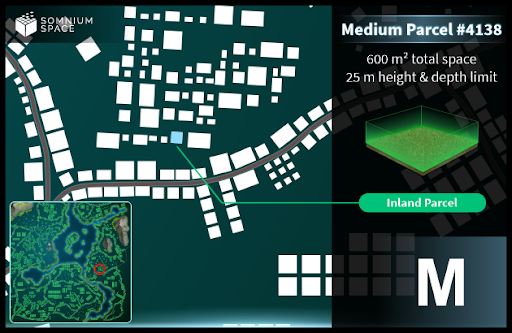 SOMNIUM
SPACE
Medium Parcel #4138
600 m² total space
25 m height & depth limit
Inland Parcel
M